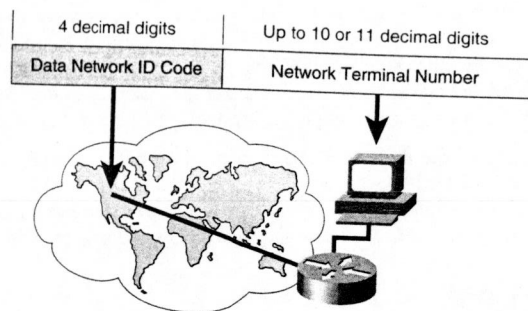 4 decimal digits
Up to 10 or 11 decimal digits
Data Network ID Code
Network Terminal Number